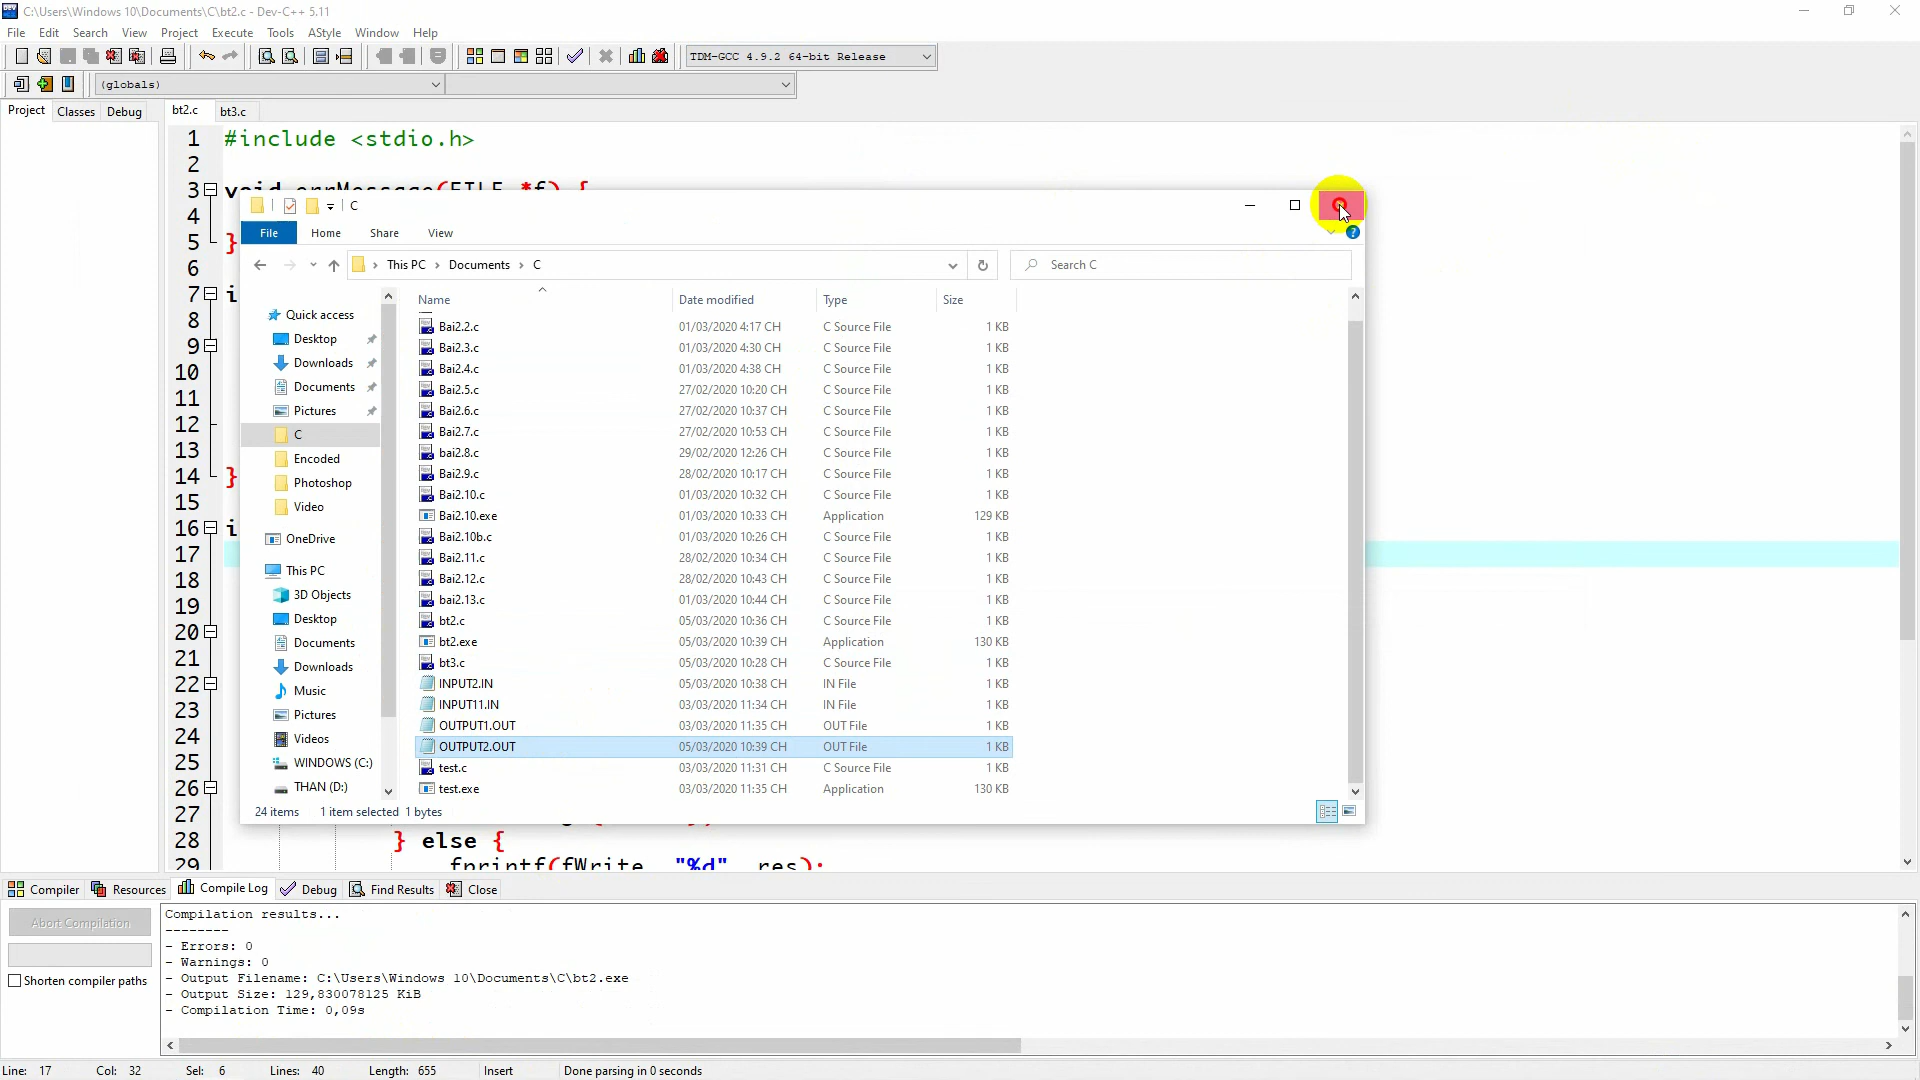 C:\Users\Windows 10\Documents\C\bt2.c - Dev-C++ 5.11
File Edit Search View Project Execute Tools AStyle Window Help
TDM-GCC 4.9.2 64-bit Release
(globals)
Project Classes Debug bt2.c bt3.c
1 #include <stdio.h>
2
3 void errMessage(FILE *f) {
4
5 }
6
7 i
8
9
10
11
12
13
14 }
15
16 i
17
18
19
20
21
22
23
24
25
26
27
28 } else {
29 fprintf(fWrite, "%d", res);
C
File Home Share View
This PC Documents C
Search C
Quick access
Desktop
Downloads
Documents
Pictures
C
Encoded
Photoshop
Video
OneDrive
This PC
3D Objects
Desktop
Documents
Downloads
Music
Pictures
Videos
WINDOWS (C:)
THAN (D:)
Name Date modified Type Size
Bai2.2.c 01/03/2020 4:17 CH C Source File 1 KB
Bai2.3.c 01/03/2020 4:30 CH C Source File 1 KB
Bai2.4.c 01/03/2020 4:38 CH C Source File 1 KB
Bai2.5.c 27/02/2020 10:20 CH C Source File 1 KB
Bai2.6.c 27/02/2020 10:37 CH C Source File 1 KB
Bai2.7.c 27/02/2020 10:53 CH C Source File 1 KB
bai2.8.c 29/02/2020 12:26 CH C Source File 1 KB
Bai2.9.c 28/02/2020 10:17 CH C Source File 1 KB
Bai2.10.c 01/03/2020 10:32 CH C Source File 1 KB
Bai2.10.exe 01/03/2020 10:33 CH Application 129 KB
Bai2.10b.c 01/03/2020 10:26 CH C Source File 1 KB
Bai2.11.c 28/02/2020 10:34 CH C Source File 1 KB
Bai2.12.c 28/02/2020 10:43 CH C Source File 1 KB
bai2.13.c 01/03/2020 10:44 CH C Source File 1 KB
bt2.c 05/03/2020 10:36 CH C Source File 1 KB
bt2.exe 05/03/2020 10:39 CH Application 130 KB
bt3.c 05/03/2020 10:28 CH C Source File 1 KB
INPUT2.IN 05/03/2020 10:38 CH IN File 1 KB
INPUT11.IN 03/03/2020 11:34 CH IN File 1 KB
OUTPUT1.OUT 03/03/2020 11:35 CH OUT File 1 KB
OUTPUT2.OUT 05/03/2020 10:39 CH OUT File 1 KB
test.c 03/03/2020 11:31 CH C Source File 1 KB
test.exe 03/03/2020 11:35 CH Application 130 KB
24 items 1 item selected 1 bytes
Compiler Resources Compile Log Debug Find Results Close
Abort Compilation
Shorten compiler paths
Compilation results...
--------
- Errors: 0
- Warnings: 0
- Output Filename: C:\Users\Windows 10\Documents\C\bt2.exe
- Output Size: 129,830078125 KiB
- Compilation Time: 0,09s
Line: 17 Col: 32 Sel: 6 Lines: 40 Length: 655 Insert Done parsing in 0 seconds